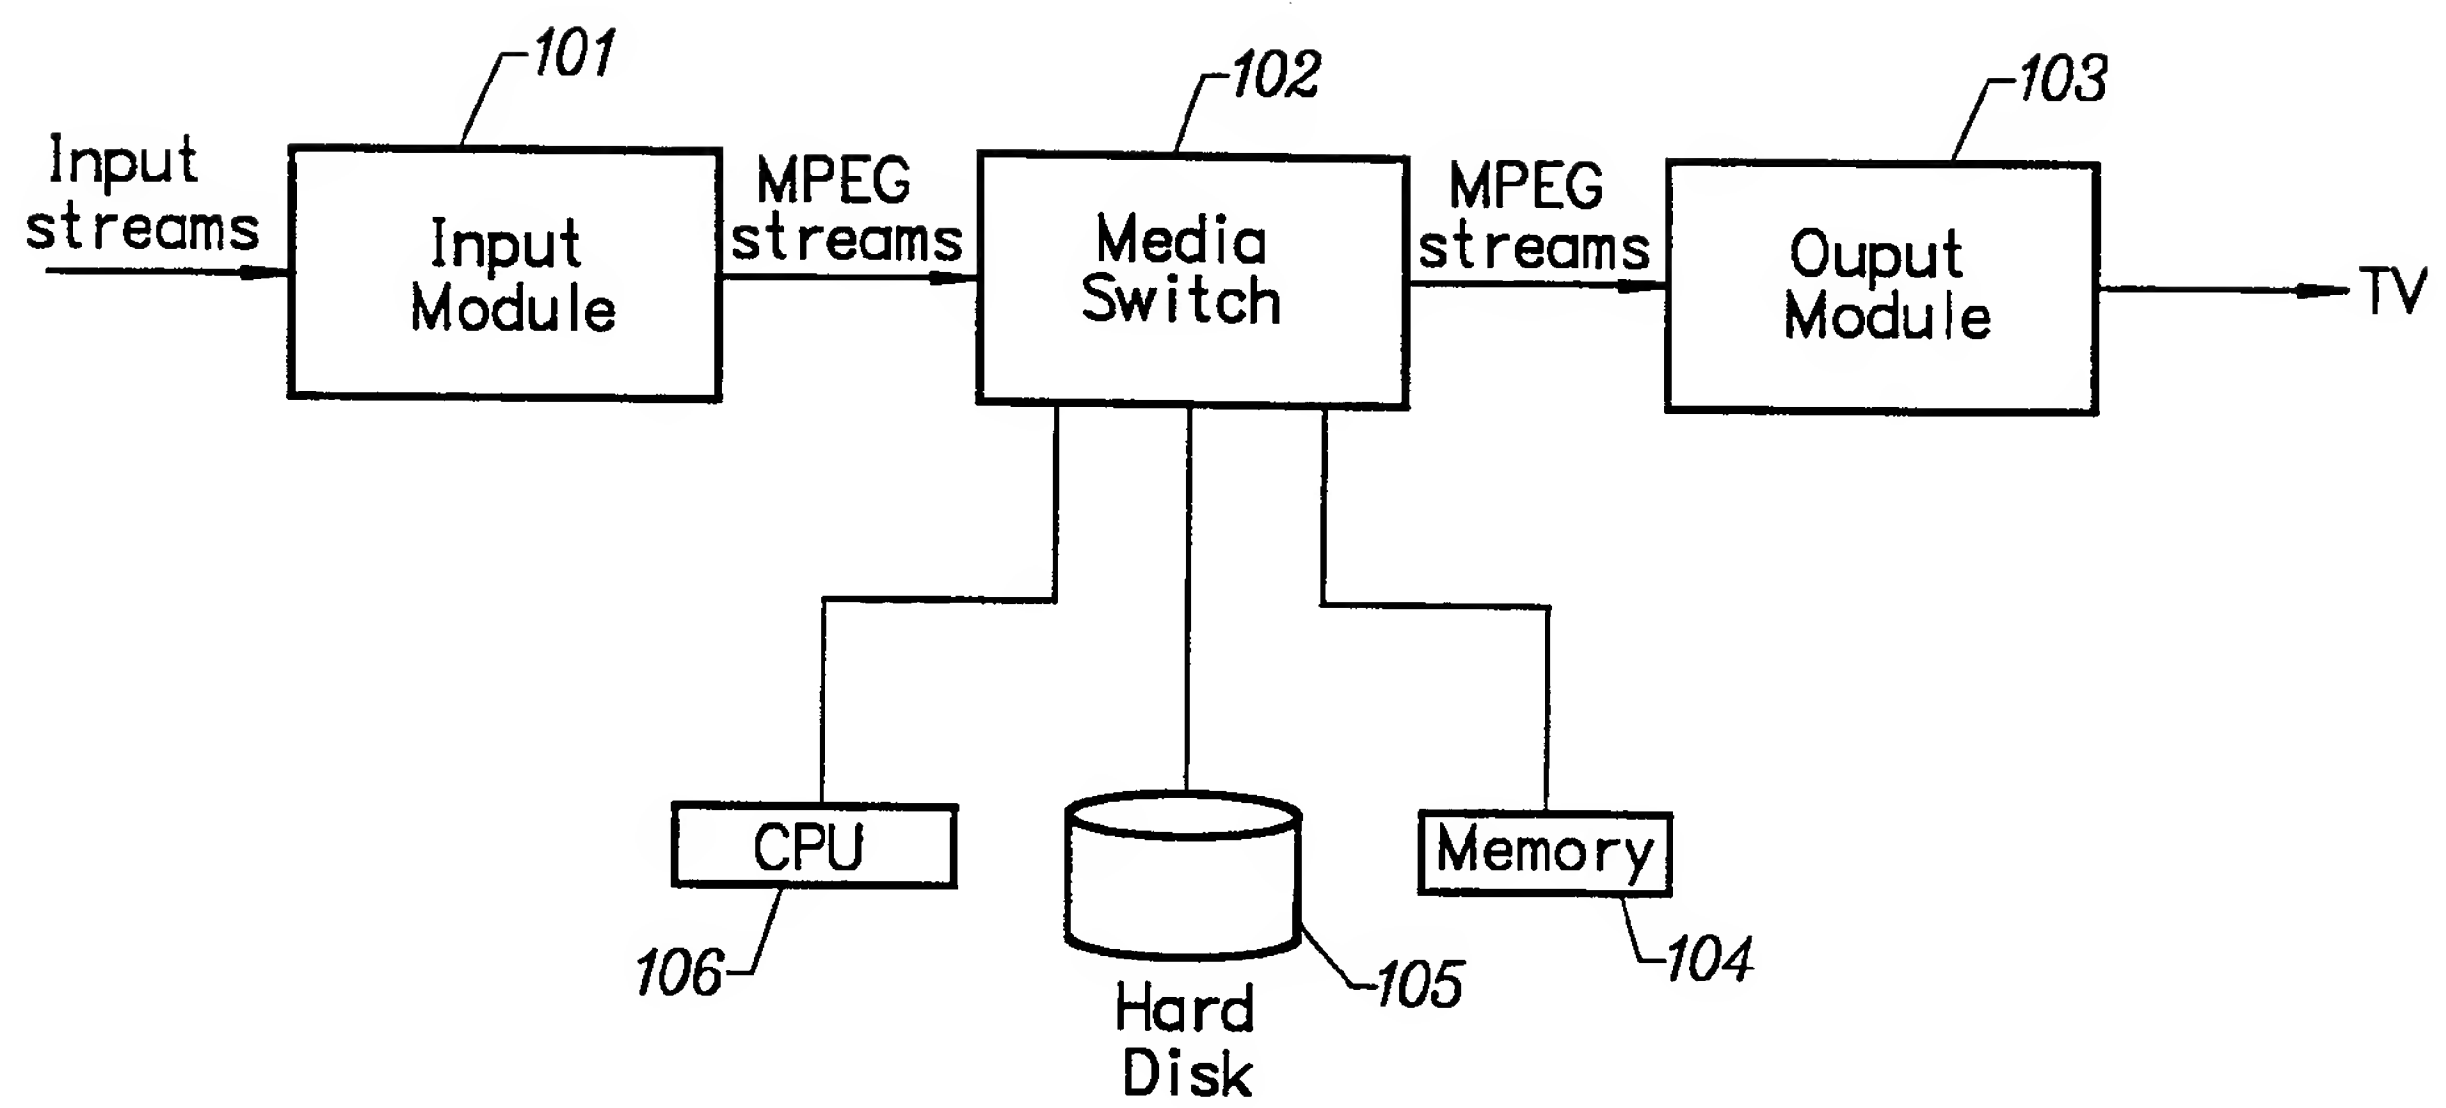 101
102
103
Input
streams
Input
Module
MPEG
streams
Media
Switch
MPEG
streams
Ouput
Module
TV
CPU
Memory
106
105
104
Hard
Disk